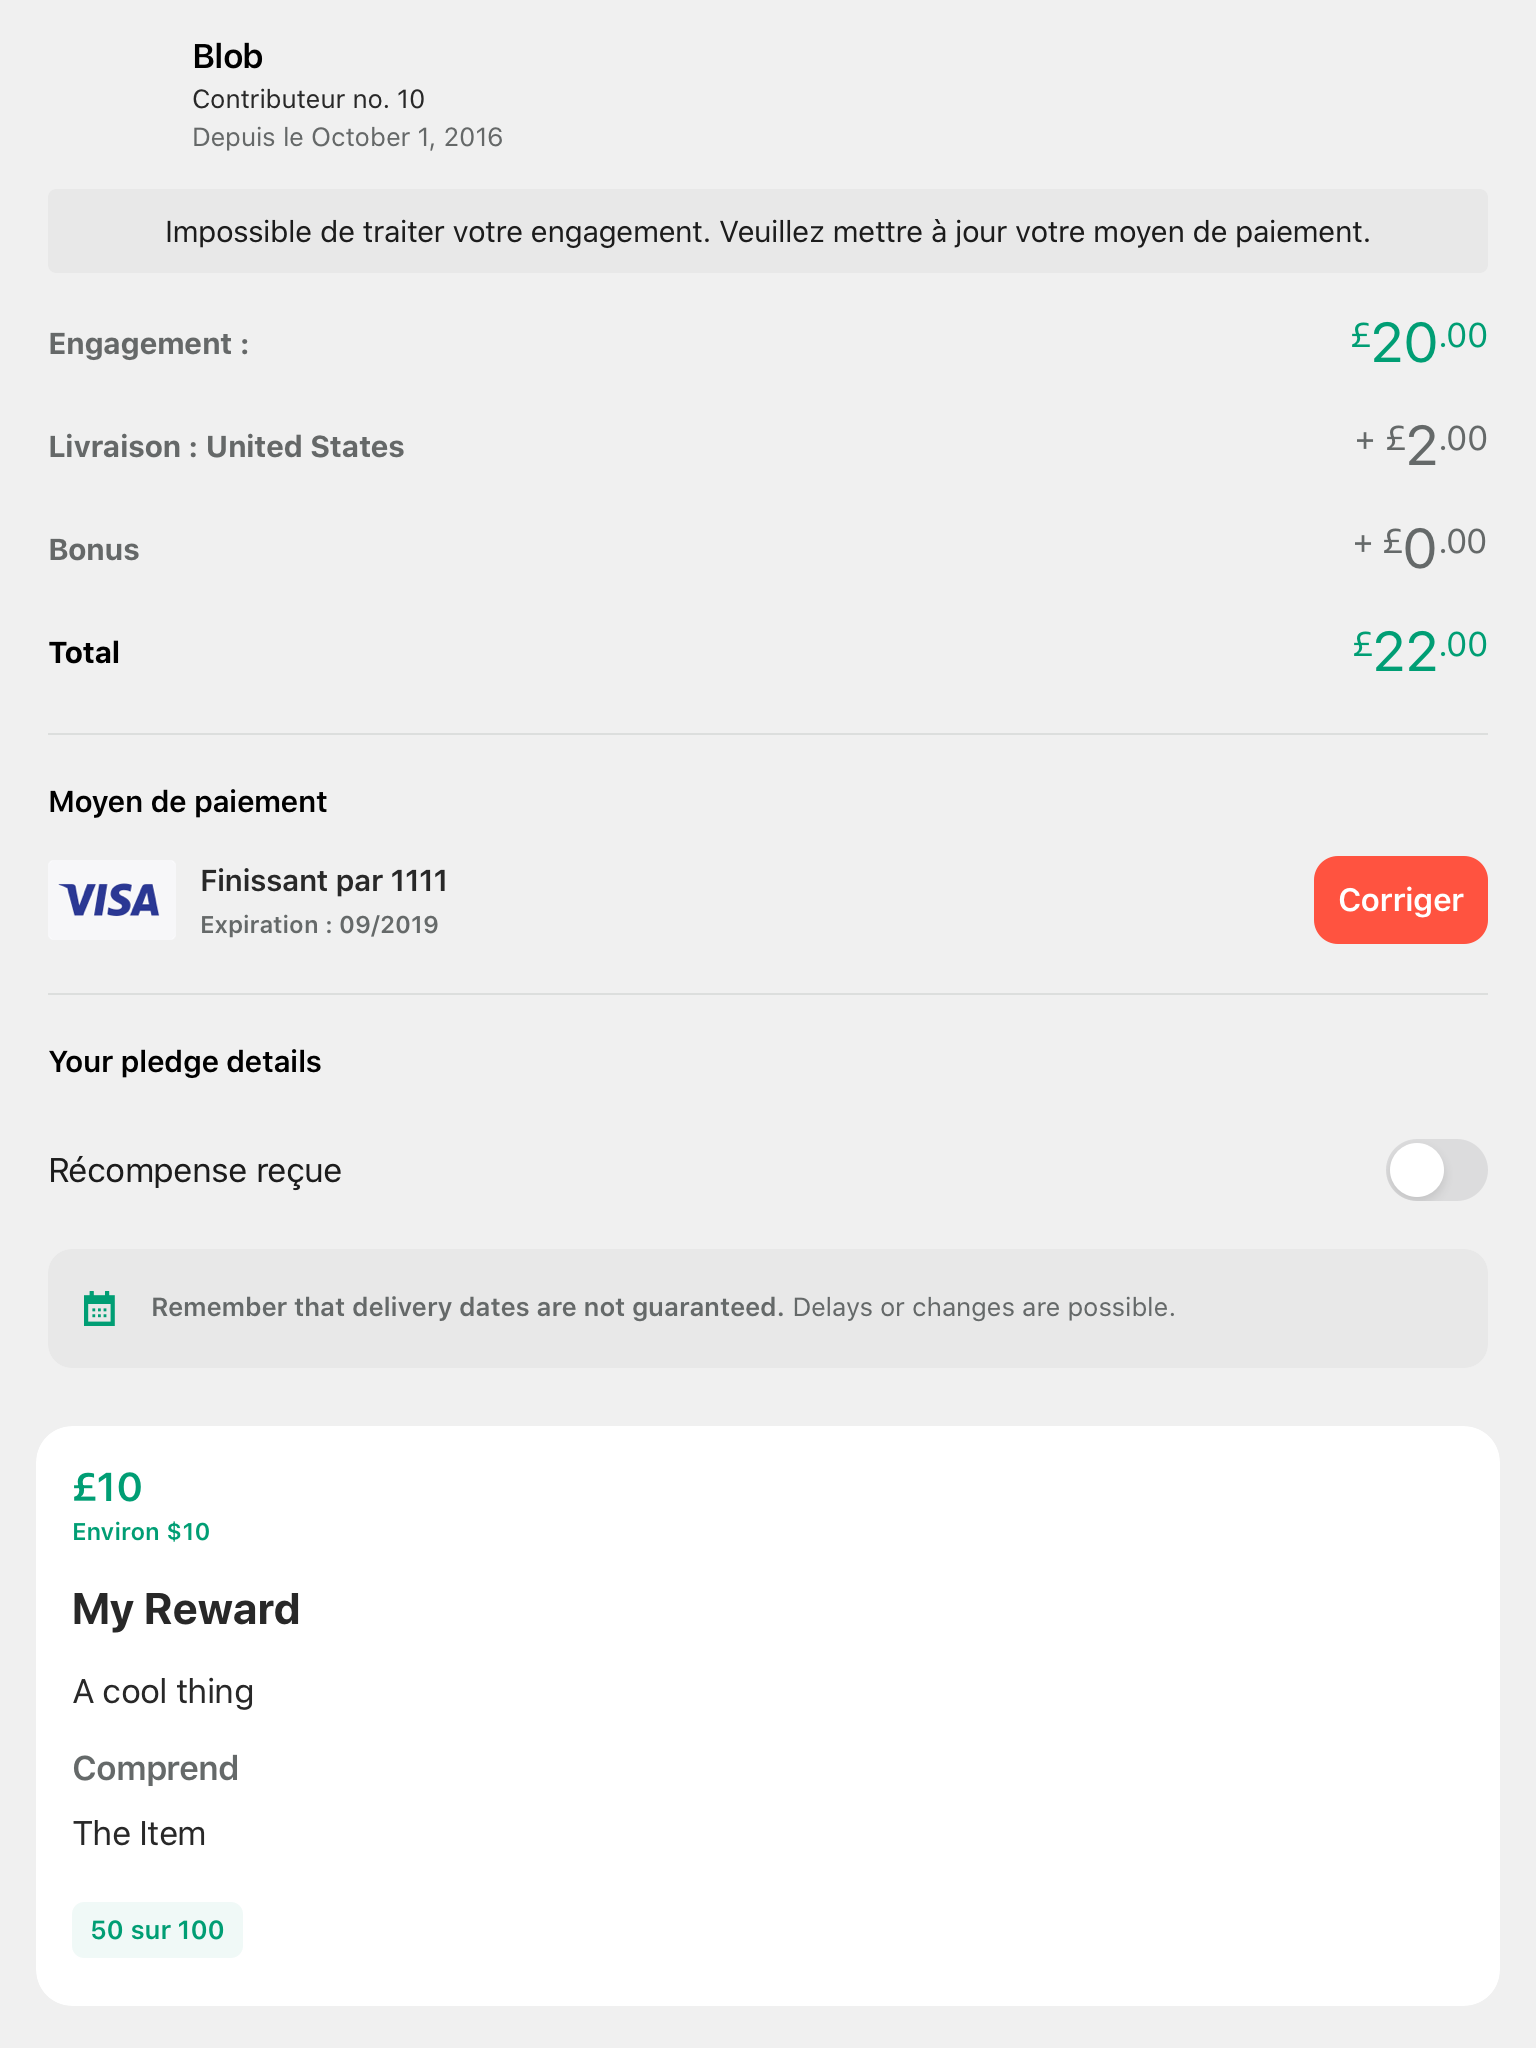 Blob
Contributeur no. 10
Depuis le October 1, 2016
Impossible de traiter votre engagement. Veuillez mettre à jour votre moyen de paiement.
Engagement : £20.00
Livraison : United States + £2.00
Bonus + £0.00
Total £22.00
Moyen de paiement
VISA
Finissant par 1111
Expiration : 09/2019
Corriger
Your pledge details
Récompense reçue
Remember that delivery dates are not guaranteed. Delays or changes are possible.
£10
Environ $10
My Reward
A cool thing
Comprend
The Item
50 sur 100